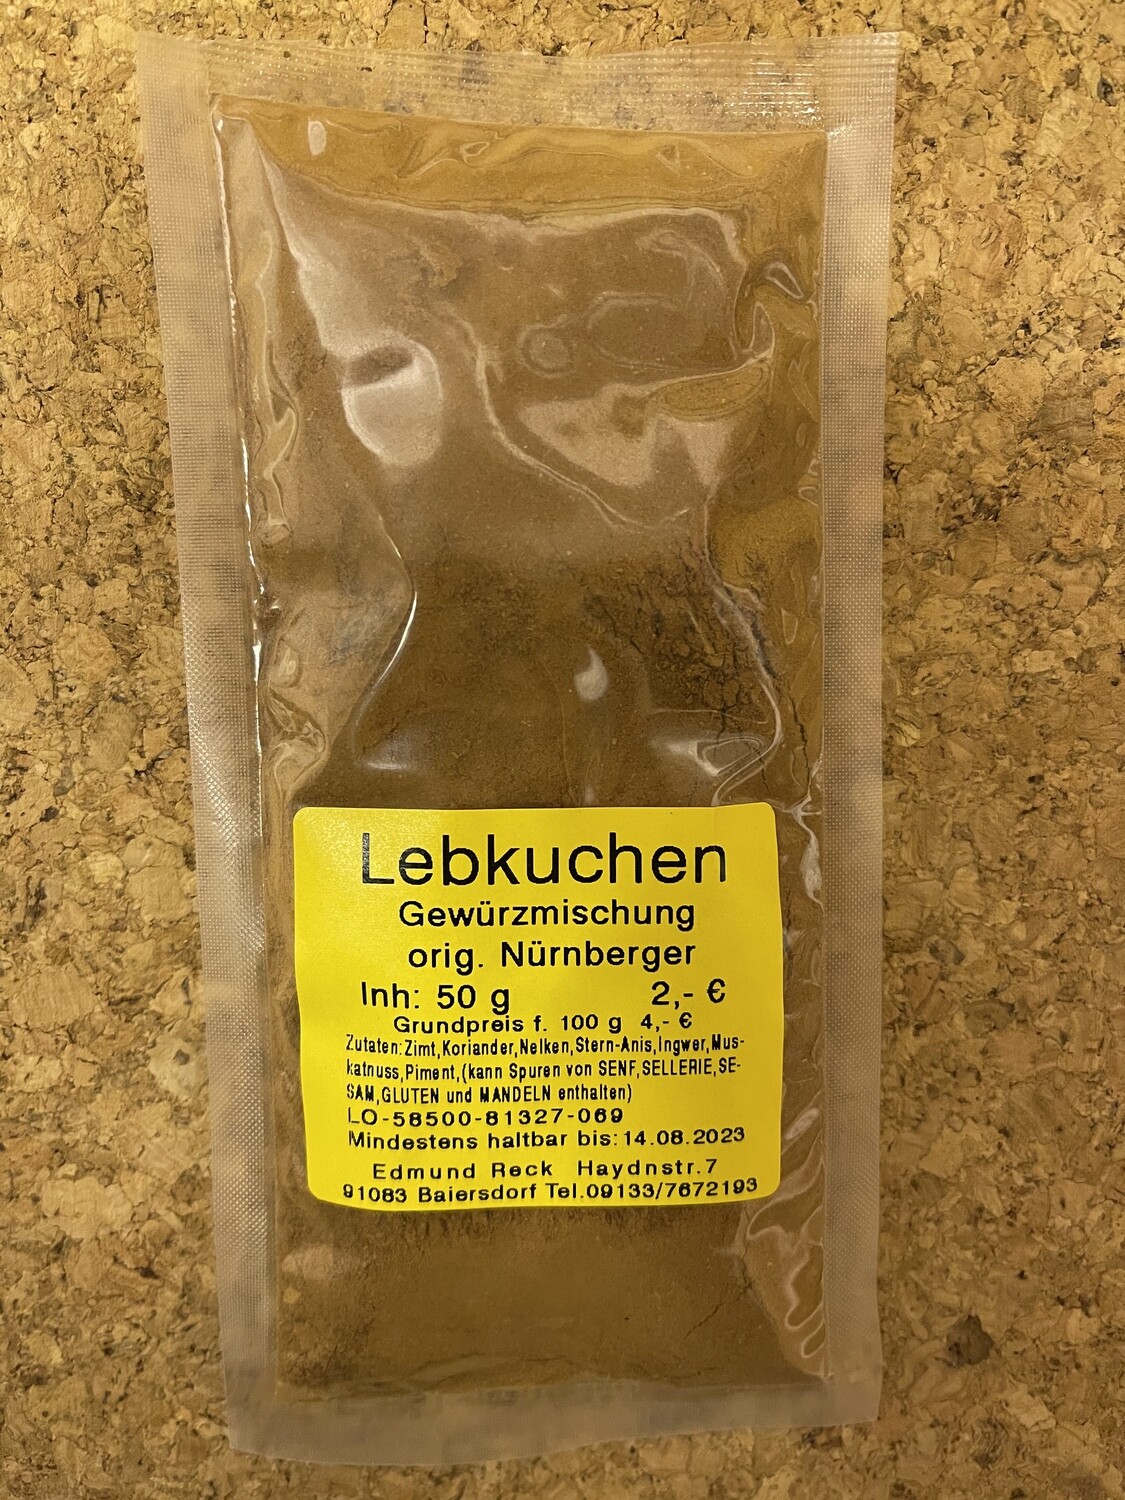 Lebkuchen
Gewürzmischung
orig. Nürnberger
Inh: 50 g 2,- €
Grundpreis f. 100 g 4,- €
Zutaten:Zimt,Koriander,Nelken,Stern-Anis,Ingwer,Mus-
katnuss,Piment,(kann Spuren von SENF,SELLERIE,SE-
SAM,GLUTEN und MANDELN enthalten)
LO-58500-81327-069
Mindestens haltbar bis:14.08.2023
Edmund Reck Haydnstr.7
91083 Baiersdorf Tel.09133/7672193